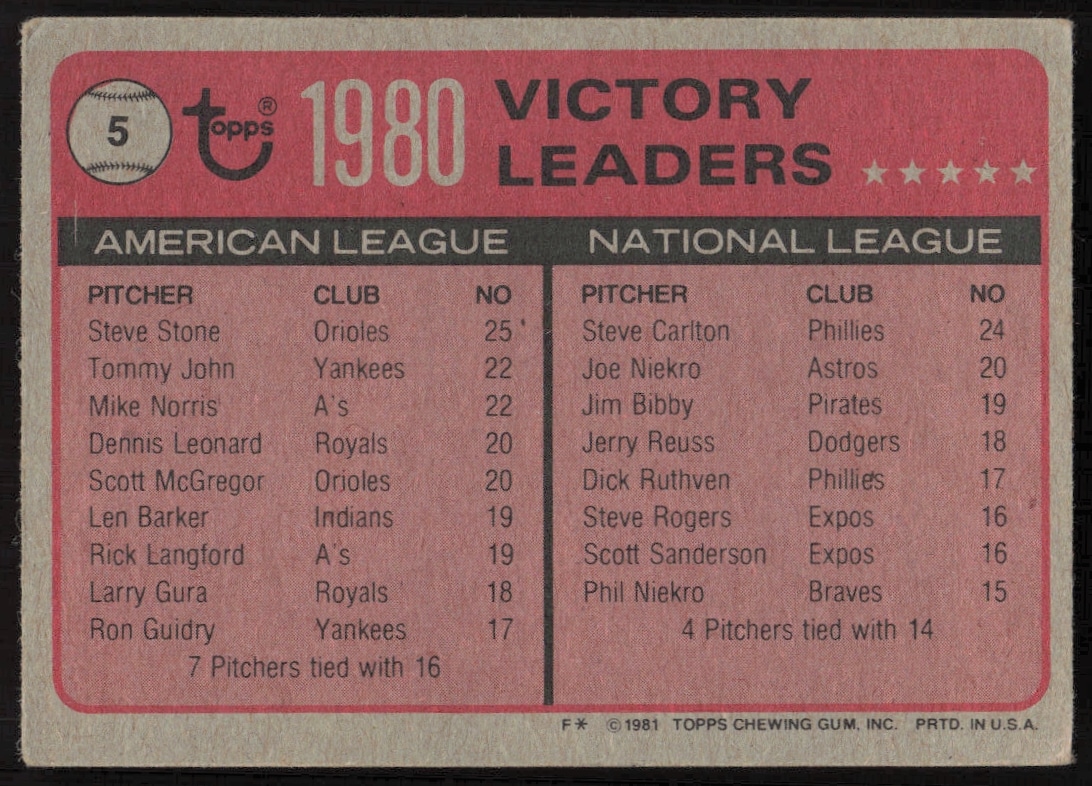 5 Topps® 1980 VICTORY LEADERS
AMERICAN LEAGUE
PITCHER CLUB NO
Steve Stone Orioles 25
Tommy John Yankees 22
Mike Norris A's 22
Dennis Leonard Royals 20
Scott McGregor Orioles 20
Len Barker Indians 19
Rick Langford A's 19
Larry Gura Royals 18
Ron Guidry Yankees 17
7 Pitchers tied with 16
NATIONAL LEAGUE
PITCHER CLUB NO
Steve Carlton Phillies 24
Joe Niekro Astros 20
Jim Bibby Pirates 19
Jerry Reuss Dodgers 18
Dick Ruthven Phillies 17
Steve Rogers Expos 16
Scott Sanderson Expos 16
Phil Niekro Braves 15
4 Pitchers tied with 14
F* ©1981 TOPPS CHEWING GUM, INC. PRTD. IN U.S.A.